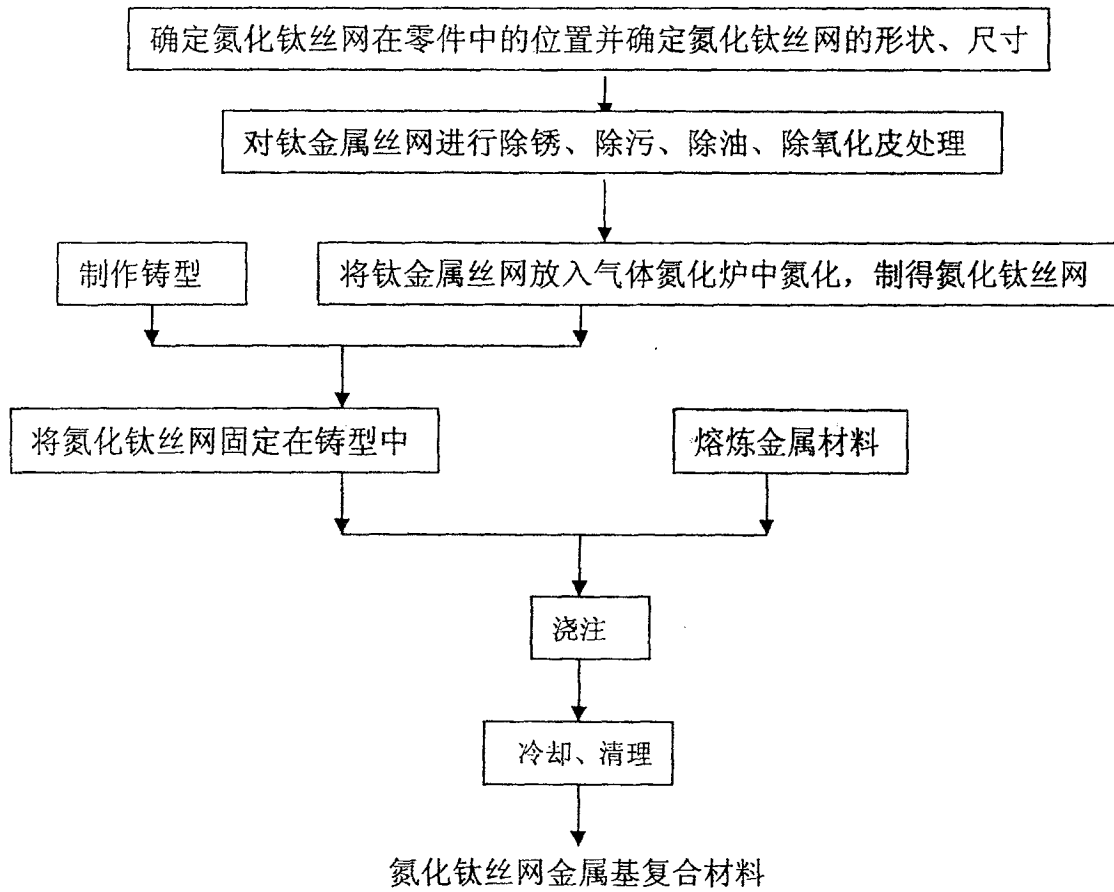 确定氮化钛丝网在零件中的位置并确定氮化钛丝网的形状、尺寸
对钛金属丝网进行除锈、除污、除油、除氧化皮处理
制作铸型
将钛金属丝网放入气体氮化炉中氮化，制得氮化钛丝网
将氮化钛丝网固定在铸型中
熔炼金属材料
浇注
冷却、清理
氮化钛丝网金属基复合材料